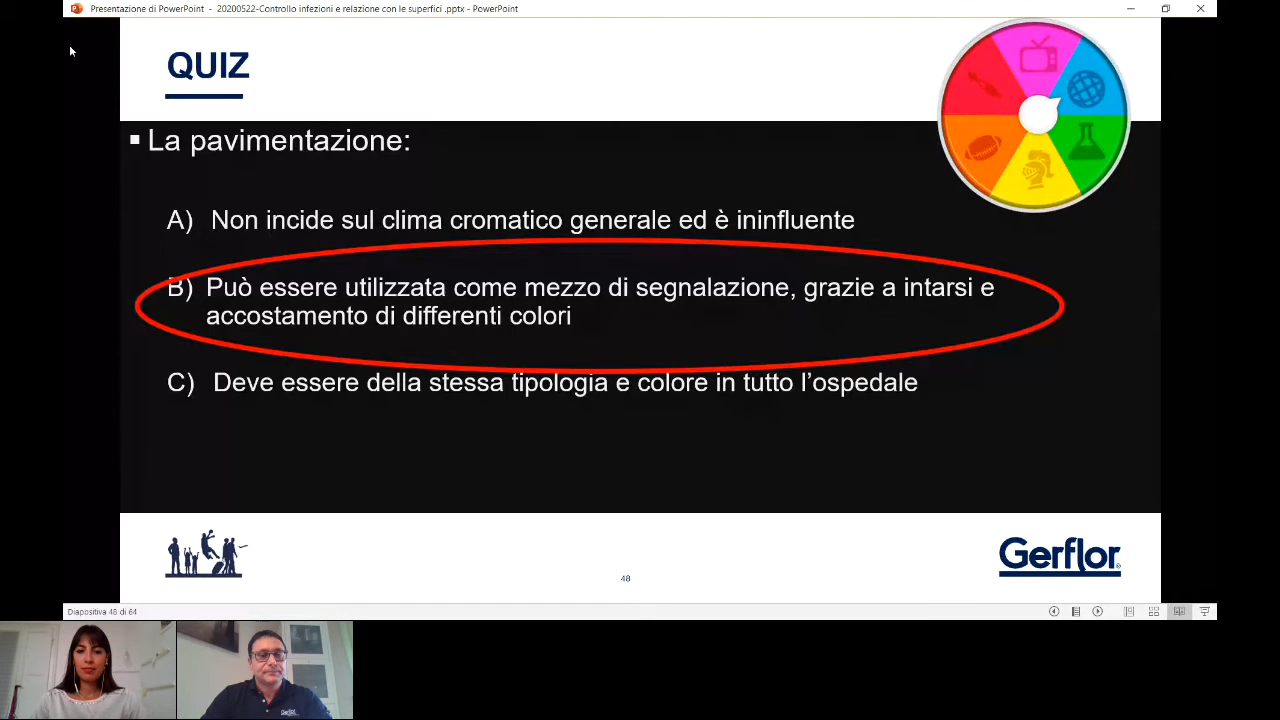 Presentazione di PowerPoint - 20200522-Controllo infezioni e relazione con le superfici .pptx - PowerPoint
QUIZ
La pavimentazione:
A) Non incide sul clima cromatico generale ed è ininfluente
B) Può essere utilizzata come mezzo di segnalazione, grazie a intarsi e
accostamento di differenti colori
C) Deve essere della stessa tipologia e colore in tutto l’ospedale
Gerflor
48
Diapositiva 48 di 64
Gerflor